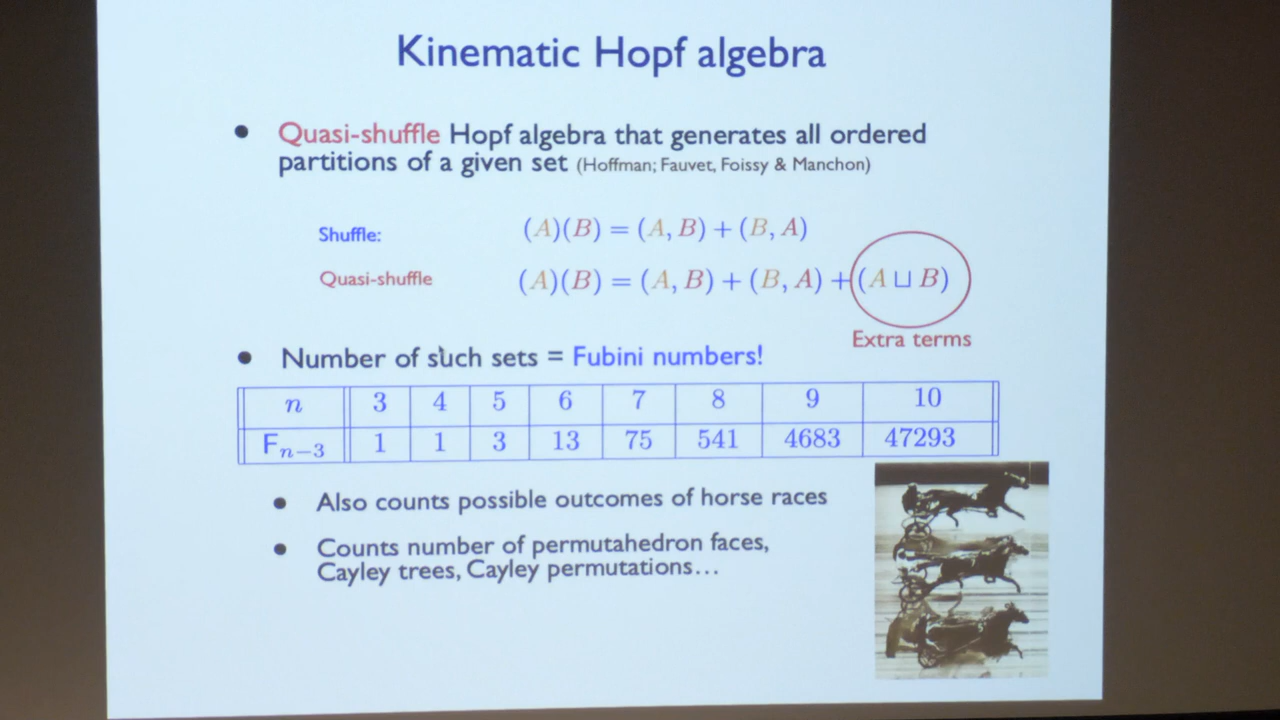 Kinematic Hopf algebra
• Quasi-shuffle Hopf algebra that generates all ordered
partitions of a given set (Hoffman; Fauvet, Foissy & Manchon)
Shuffle: (A)(B) = (A, B) + (B, A)
Quasi-shuffle (A)(B) = (A, B) + (B, A) + (A ⊔ B)
Extra terms
• Number of such sets = Fubini numbers!
n 3 4 5 6 7 8 9 10
F_{n−3} 1 1 3 13 75 541 4683 47293
• Also counts possible outcomes of horse races
• Counts number of permutahedron faces,
Cayley trees, Cayley permutations…